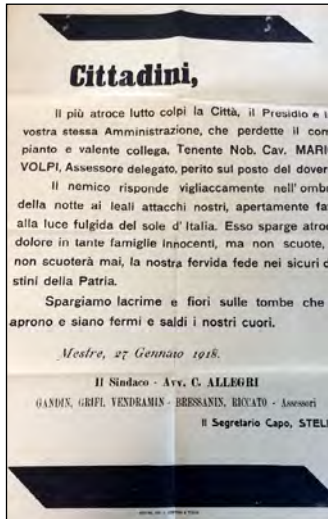 Cittadini,
Il più atroce lutto colpì la Città, il Presidio e l
vostra stessa Amministrazione, che perdette il com
pianto e valente collega, Tenente Nob. Cav. MARI
VOLPI, Assessore delegato, perito sul posto del dover
Il nemico risponde vigliaccamente nell'ombr
della notte ai leali attacchi nostri, apertamente fa
alla luce fulgida del sole d'Italia. Esso sparge atro
dolore in tante famiglie innocenti, ma non scuote,
non scuoterà mai, la nostra fervida fede nei sicuri d
stini della Patria.
Spargiamo lacrime e fiori sulle tombe che
aprono e siano fermi e saldi i nostri cuori.
Mestre, 27 Gennaio 1918.
Il Sindaco - Avv. C. ALLEGRI
GANDIN, GRIFI, VENDRAMIN - BRESSANIN, RICCATO - Assessori
Il Segretario Capo, STEL